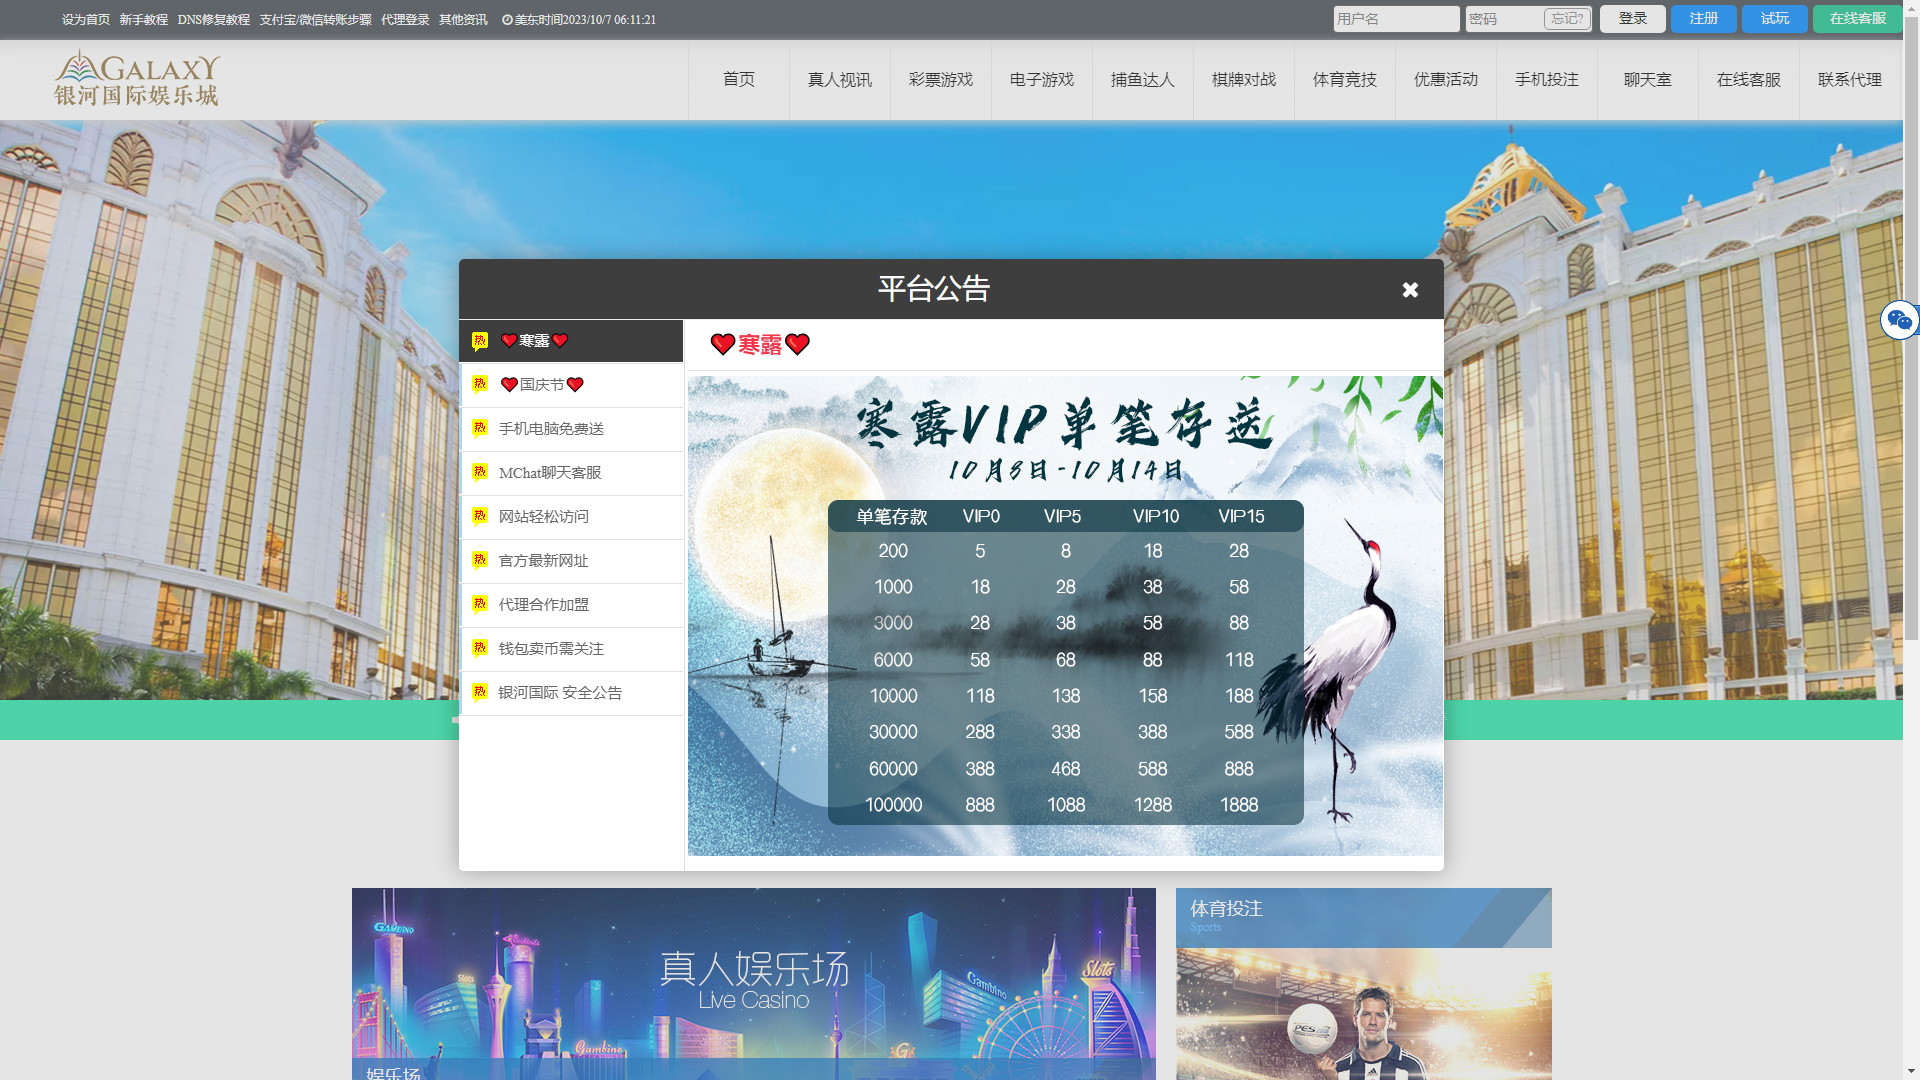 设为首页 新手教程 DNS修复教程 支付宝/微信转账步骤 代理登录 其他资讯 美东时间2023/10/7 06:11:21
用户名 密码 忘记? 登录 注册 试玩 在线客服
GALAXY
银河国际娱乐城
首页 真人视讯 彩票游戏 电子游戏 捕鱼达人 棋牌对战 体育竞技 优惠活动 手机投注 聊天室 在线客服 联系代理
平台公告
热 寒露
热 国庆节
热 手机电脑免费送
热 MChat聊天客服
热 网站轻松访问
热 官方最新网址
热 代理合作加盟
热 钱包卖币需关注
热 银河国际 安全公告
寒露
寒露VIP单笔存送
10月8日-10月14日
单笔存款 VIP0 VIP5 VIP10 VIP15
200 5 8 18 28
1000 18 28 38 58
3000 28 38 58 88
6000 58 68 88 118
10000 118 138 158 188
30000 288 338 388 588
60000 388 468 588 888
100000 888 1088 1288 1888
GAMBINO
Cocktails
Slots
真人娱乐场
Live Casino
Gambino
Slots
Gambino
娱乐场
体育投注
Sports
PES